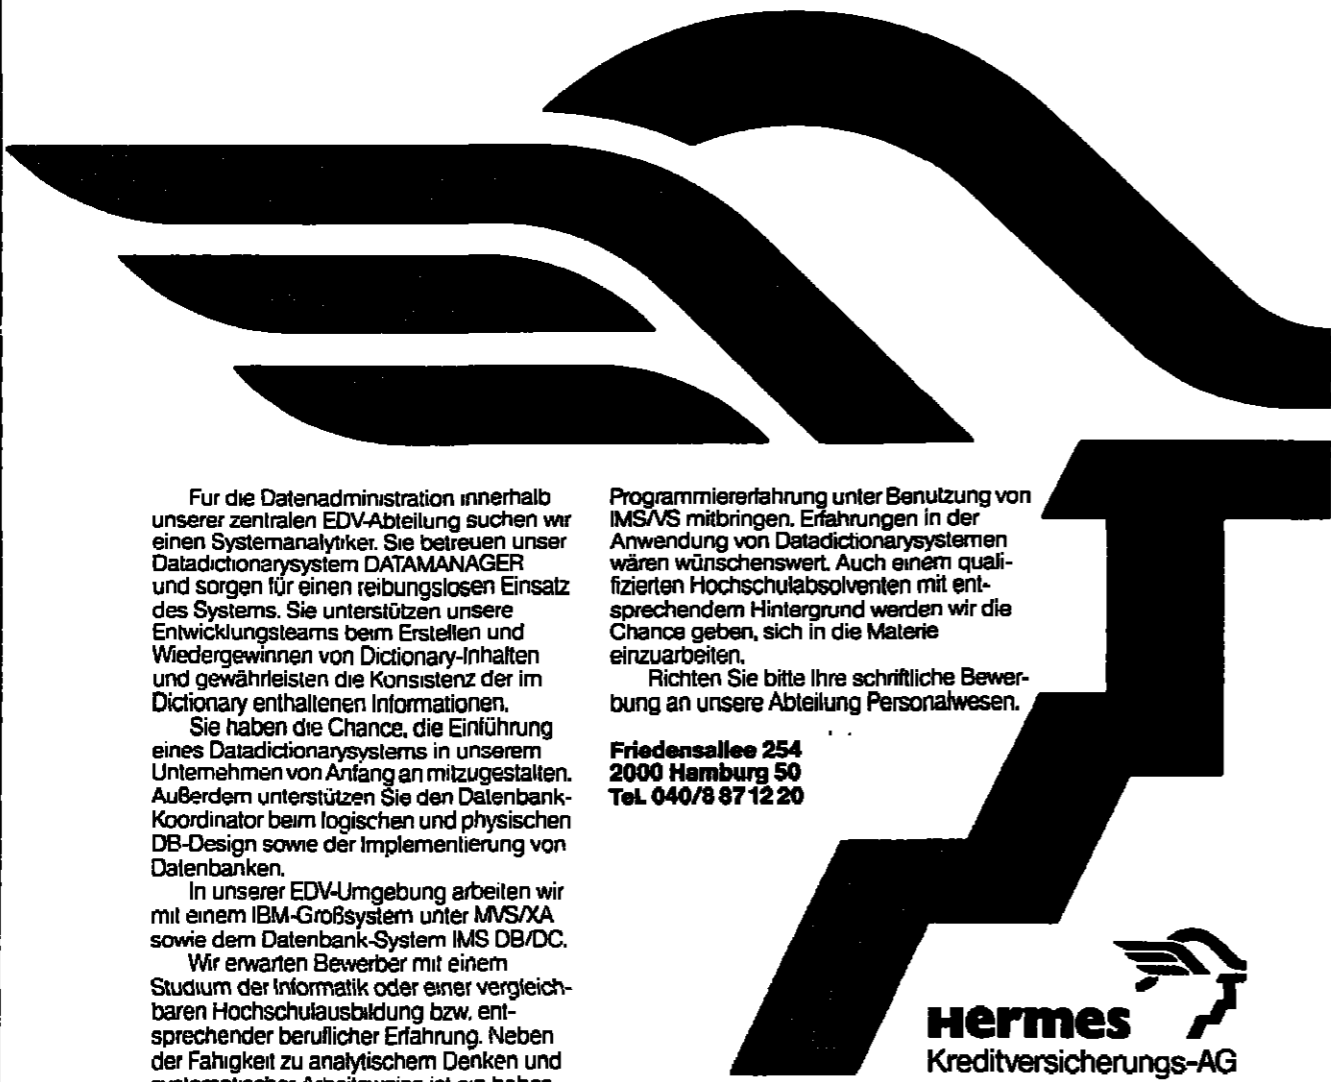 Fur die Datenadministration innerhalb
unserer zentralen EDV-Abteilung suchen wir
einen Systemanalytiker. Sie betreuen unser
Datadictionarysystem DATAMANAGER
und sorgen für einen reibungslosen Einsatz
des Systems. Sie unterstützen unsere
Entwicklungsteams beim Erstellen und
Wiedergewinnen von Dictionary-Inhalten
und gewährleisten die Konsistenz der im
Dictionary enthaltenen Informationen.
Sie haben die Chance, die Einführung
eines Datadictionarysystems in unserem
Unternehmen von Anfang an mitzugestalten.
Außerdem unterstützen Sie den Datenbank-
Koordinator beim logischen und physischen
DB-Design sowie der Implementierung von
Datenbanken.
In unserer EDV-Umgebung arbeiten wir
mit einem IBM-Großsystem unter MVS/XA
sowie dem Datenbank-System IMS DB/DC.
Wir erwarten Bewerber mit einem
Studium der Informatik oder einer vergleich-
baren Hochschulausbildung bzw. ent-
sprechender beruflicher Erfahrung. Neben
der Fähigkeit zu analytischem Denken und
systematischer Arbeitsweise ist ein hohes
Programmiererfahrung unter Benutzung von
IMS/VS mitbringen. Erfahrungen in der
Anwendung von Datadictionarysystemen
wären wünschenswert. Auch einem quali-
fizierten Hochschulabsolventen mit ent-
sprechendem Hintergrund werden wir die
Chance geben, sich in die Materie
einzuarbeiten.
Richten Sie bitte Ihre schriftliche Bewer-
bung an unsere Abteilung Personalwesen.
Friedensallee 254
2000 Hamburg 50
Tel. 040/8 87 12 20
Hermes
Kreditversicherungs-AG